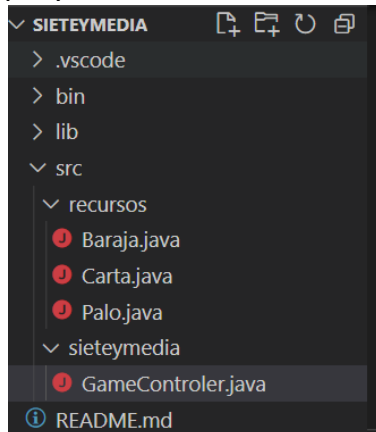 SIETEYMEDIA
.vscode
bin
lib
src
recursos
J Baraja.java
J Carta.java
J Palo.java
sieteymedia
J GameControler.java
README.md